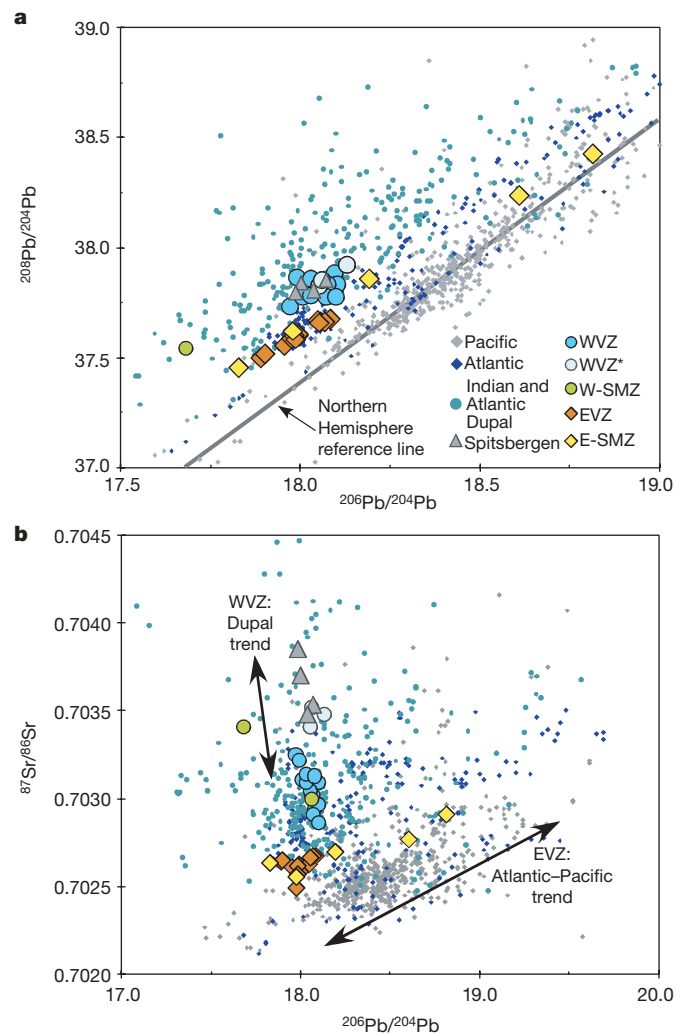 a
39.0
38.5
38.0
37.5
37.0
208Pb/204Pb
17.5
18.0
18.5
19.0
206Pb/204Pb
Northern
Hemisphere
reference line
Pacific
Atlantic
Indian and
Atlantic
Dupal
Spitsbergen
WVZ
WVZ*
W-SMZ
EVZ
E-SMZ
b
0.7045
0.7040
0.7035
0.7030
0.7025
0.7020
87Sr/86Sr
WVZ:
Dupal
trend
EVZ:
Atlantic–Pacific
trend
17.0
18.0
19.0
20.0
206Pb/204Pb